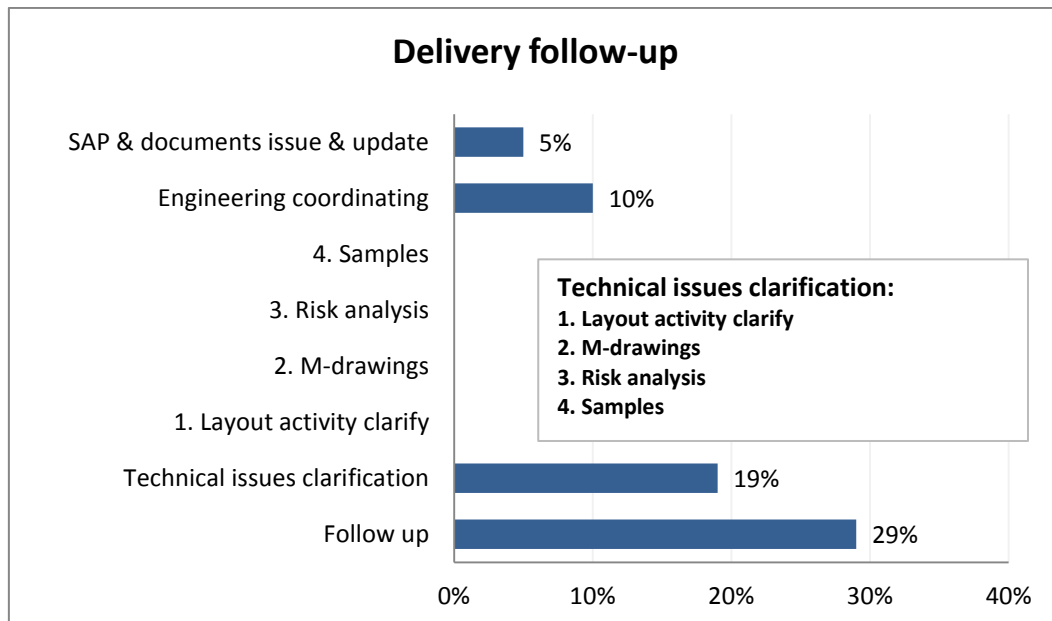 Delivery follow-up
SAP & documents issue & update
5%
Engineering coordinating
10%
4. Samples
3. Risk analysis
2. M-drawings
1. Layout activity clarify
Technical issues clarification:
1. Layout activity clarify
2. M-drawings
3. Risk analysis
4. Samples
Technical issues clarification
19%
Follow up
29%
0% 10% 20% 30% 40%